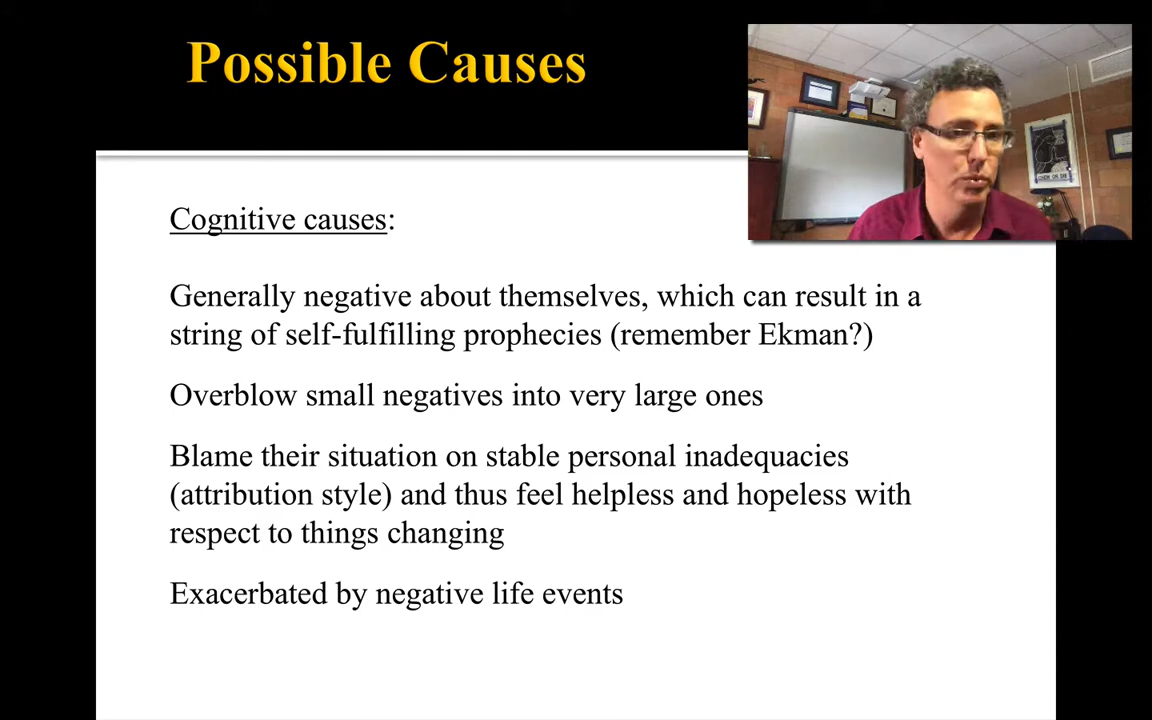 Possible Causes
Cognitive causes:
Generally negative about themselves, which can result in a
string of self-fulfilling prophecies (remember Ekman?)
Overblow small negatives into very large ones
Blame their situation on stable personal inadequacies
(attribution style) and thus feel helpless and hopeless with
respect to things changing
Exacerbated by negative life events